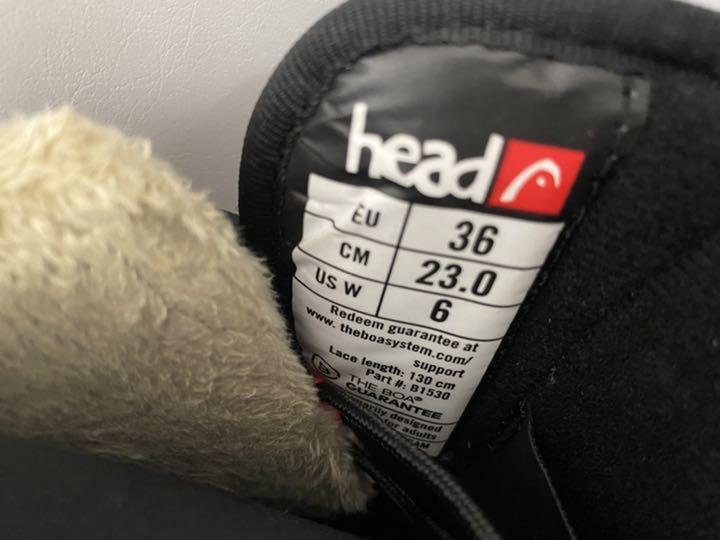 head
EU 36
CM 23.0
US W 6
Redeem guarantee at
www. theboasystem.com/
support
Lace length: 130 cm
Part #: B1530
THE BOA®
GUARANTEE
designed
for adults